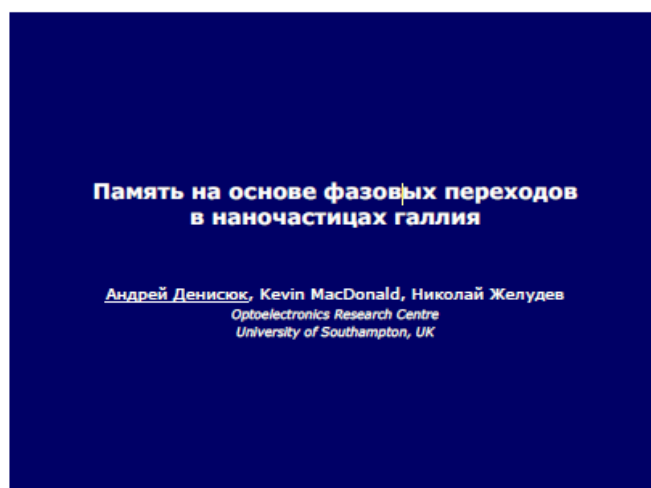 Память на основе фазовых переходов
в наночастицах галлия
Андрей Денисюк, Kevin MacDonald, Николай Желудев
Optoelectronics Research Centre
University of Southampton, UK